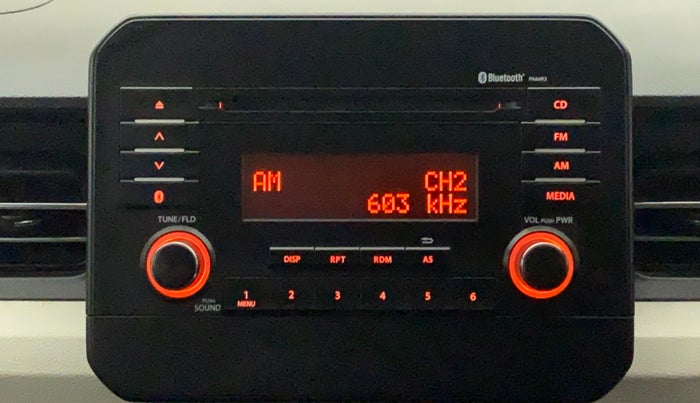 Bluetooth®
CD
FM
AM
AM CH2
603 kHz
MEDIA
TUNE/FLD
VOL PUSH PWR
DISP RPT RDM AS
PUSH
SOUND
1 2 3 4 5 6
MENU